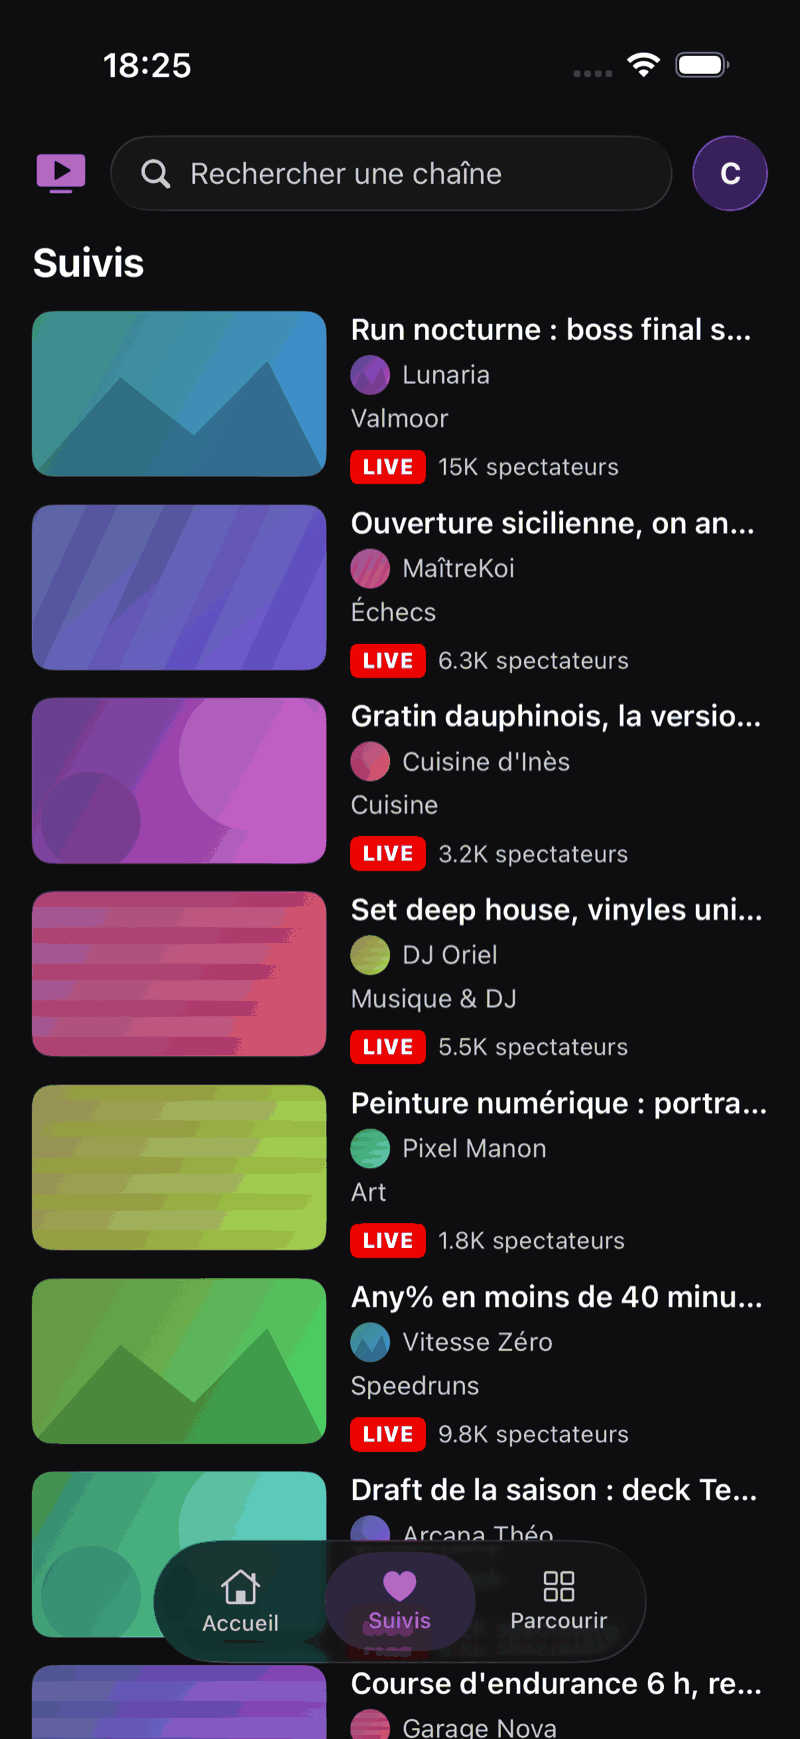 18:25
Rechercher une chaîne
C
Suivis
Run nocturne : boss final s...
Lunaria
Valmoor
LIVE 15K spectateurs
Ouverture sicilienne, on an...
MaîtreKoi
Échecs
LIVE 6.3K spectateurs
Gratin dauphinois, la versio...
Cuisine d'Inès
Cuisine
LIVE 3.2K spectateurs
Set deep house, vinyles uni...
DJ Oriel
Musique & DJ
LIVE 5.5K spectateurs
Peinture numérique : portra...
Pixel Manon
Art
LIVE 1.8K spectateurs
Any% en moins de 40 minu...
Vitesse Zéro
Speedruns
LIVE 9.8K spectateurs
Draft de la saison : deck Te...
Arcana Théo
Accueil
Suivis
Parcourir
Course d'endurance 6 h, re...
Garage Nova